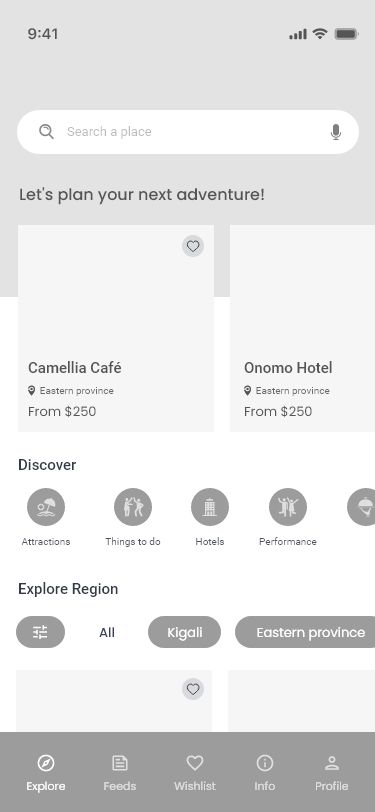 9:41
Search a place
Let's plan your next adventure!
Camellia Café
Eastern province
From $250
Onomo Hotel
Eastern province
From $250
Discover
Attractions
Things to do
Hotels
Performance
Explore Region
All
Kigali
Eastern province
Explore
Feeds
Wishlist
Info
Profile